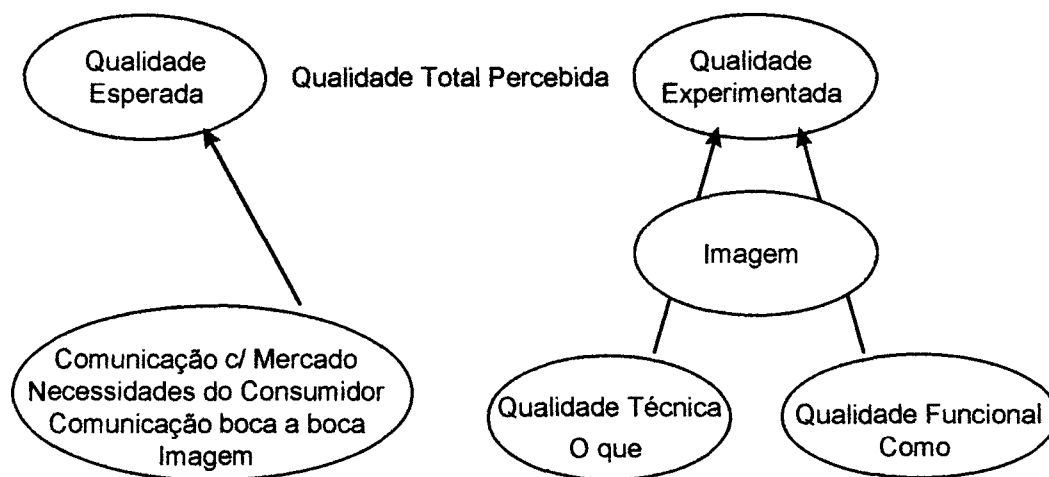 Qualidade
Esperada
Qualidade Total Percebida
Qualidade
Experimentada
Imagem
Comunicação c/ Mercado
Necessidades do Consumidor
Comunicação boca a boca
Imagem
Qualidade Técnica
O que
Qualidade Funcional
Como